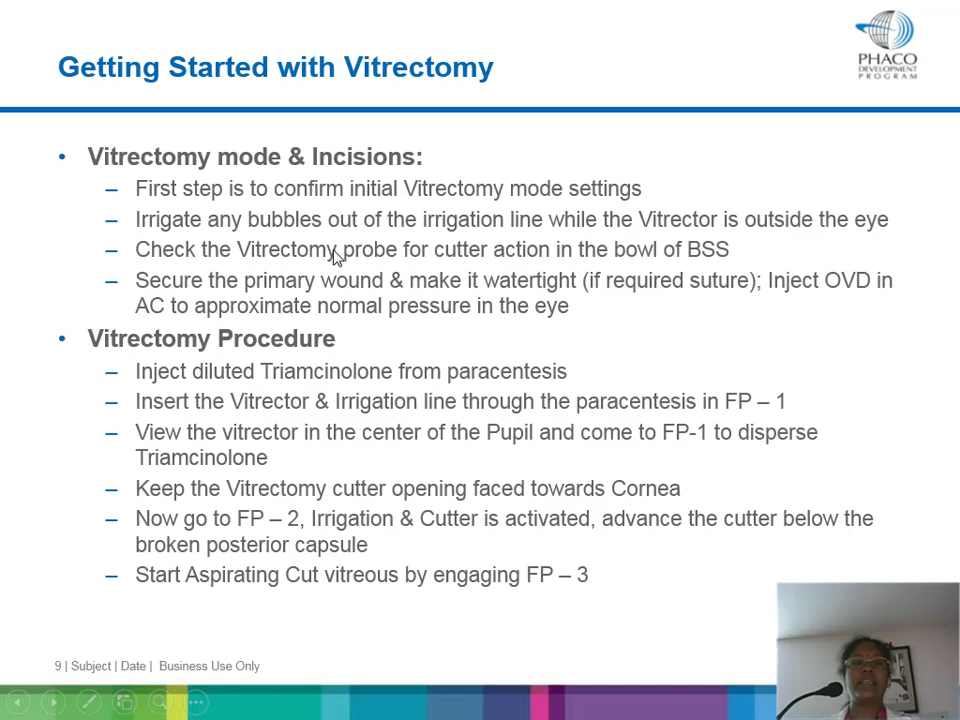 PHACO
DEVELOPMENT
PROGRAM
Getting Started with Vitrectomy
• Vitrectomy mode & Incisions:
– First step is to confirm initial Vitrectomy mode settings
– Irrigate any bubbles out of the irrigation line while the Vitrector is outside the eye
– Check the Vitrectomy probe for cutter action in the bowl of BSS
– Secure the primary wound & make it watertight (if required suture); Inject OVD in
AC to approximate normal pressure in the eye
• Vitrectomy Procedure
– Inject diluted Triamcinolone from paracentesis
– Insert the Vitrector & Irrigation line through the paracentesis in FP – 1
– View the vitrector in the center of the Pupil and come to FP-1 to disperse
Triamcinolone
– Keep the Vitrectomy cutter opening faced towards Cornea
– Now go to FP – 2, Irrigation & Cutter is activated, advance the cutter below the
broken posterior capsule
– Start Aspirating Cut vitreous by engaging FP – 3
9 | Subject | Date | Business Use Only